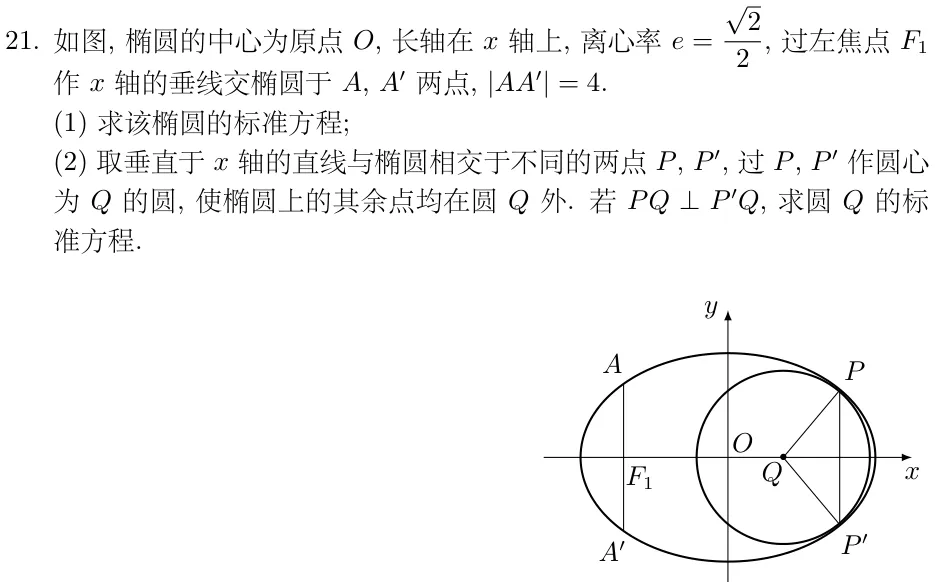 21. 如图, 椭圆的中心为原点 O, 长轴在 x 轴上, 离心率 e = √2/2, 过左焦点 F₁
作 x 轴的垂线交椭圆于 A, A′ 两点, |AA′| = 4.
(1) 求该椭圆的标准方程;
(2) 取垂直于 x 轴的直线与椭圆相交于不同的两点 P, P′, 过 P, P′ 作圆心
为 Q 的圆, 使椭圆上的其余点均在圆 Q 外. 若 PQ ⊥ P′Q, 求圆 Q 的标
准方程.
y
A
P
O
F₁
Q
x
A′
P′